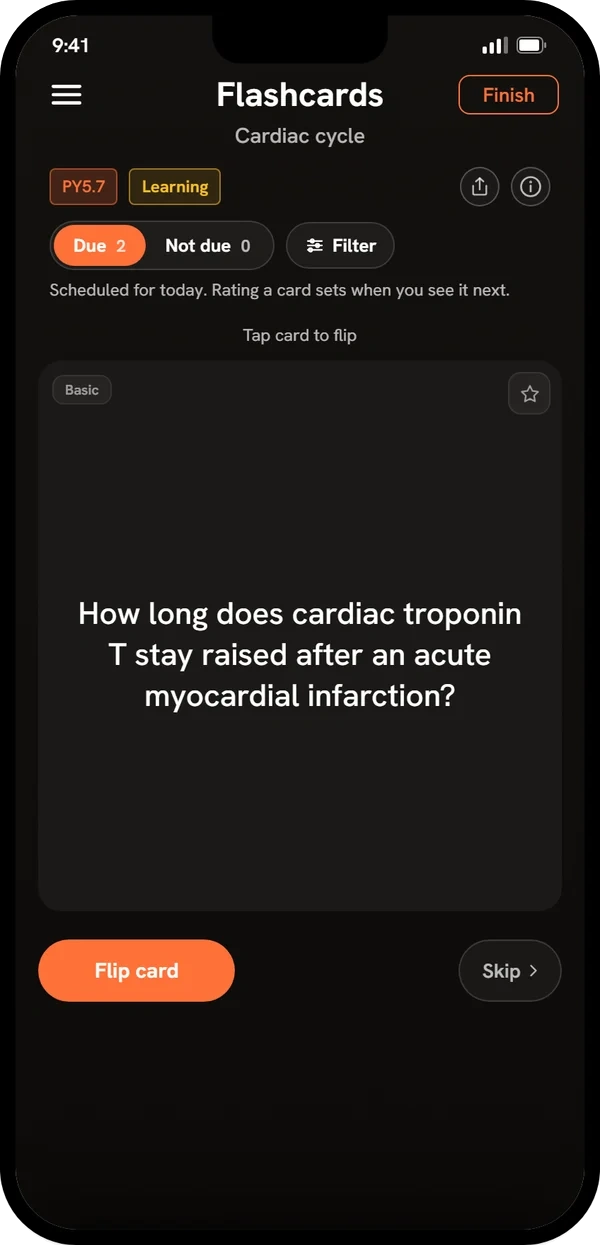 9:41
Flashcards
Finish
Cardiac cycle
PY5.7
Learning
Due 2
Not due 0
Filter
Scheduled for today. Rating a card sets when you see it next.
Tap card to flip
Basic
How long does cardiac troponin
T stay raised after an acute
myocardial infarction?
Flip card
Skip